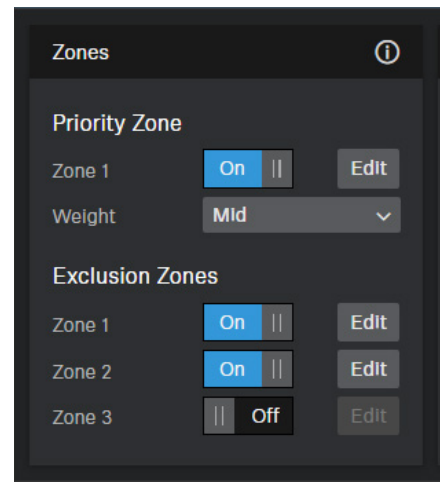 Zones
Priority Zone
Zone 1 On Edit
Weight Mid
Exclusion Zones
Zone 1 On Edit
Zone 2 On Edit
Zone 3 Off Edit